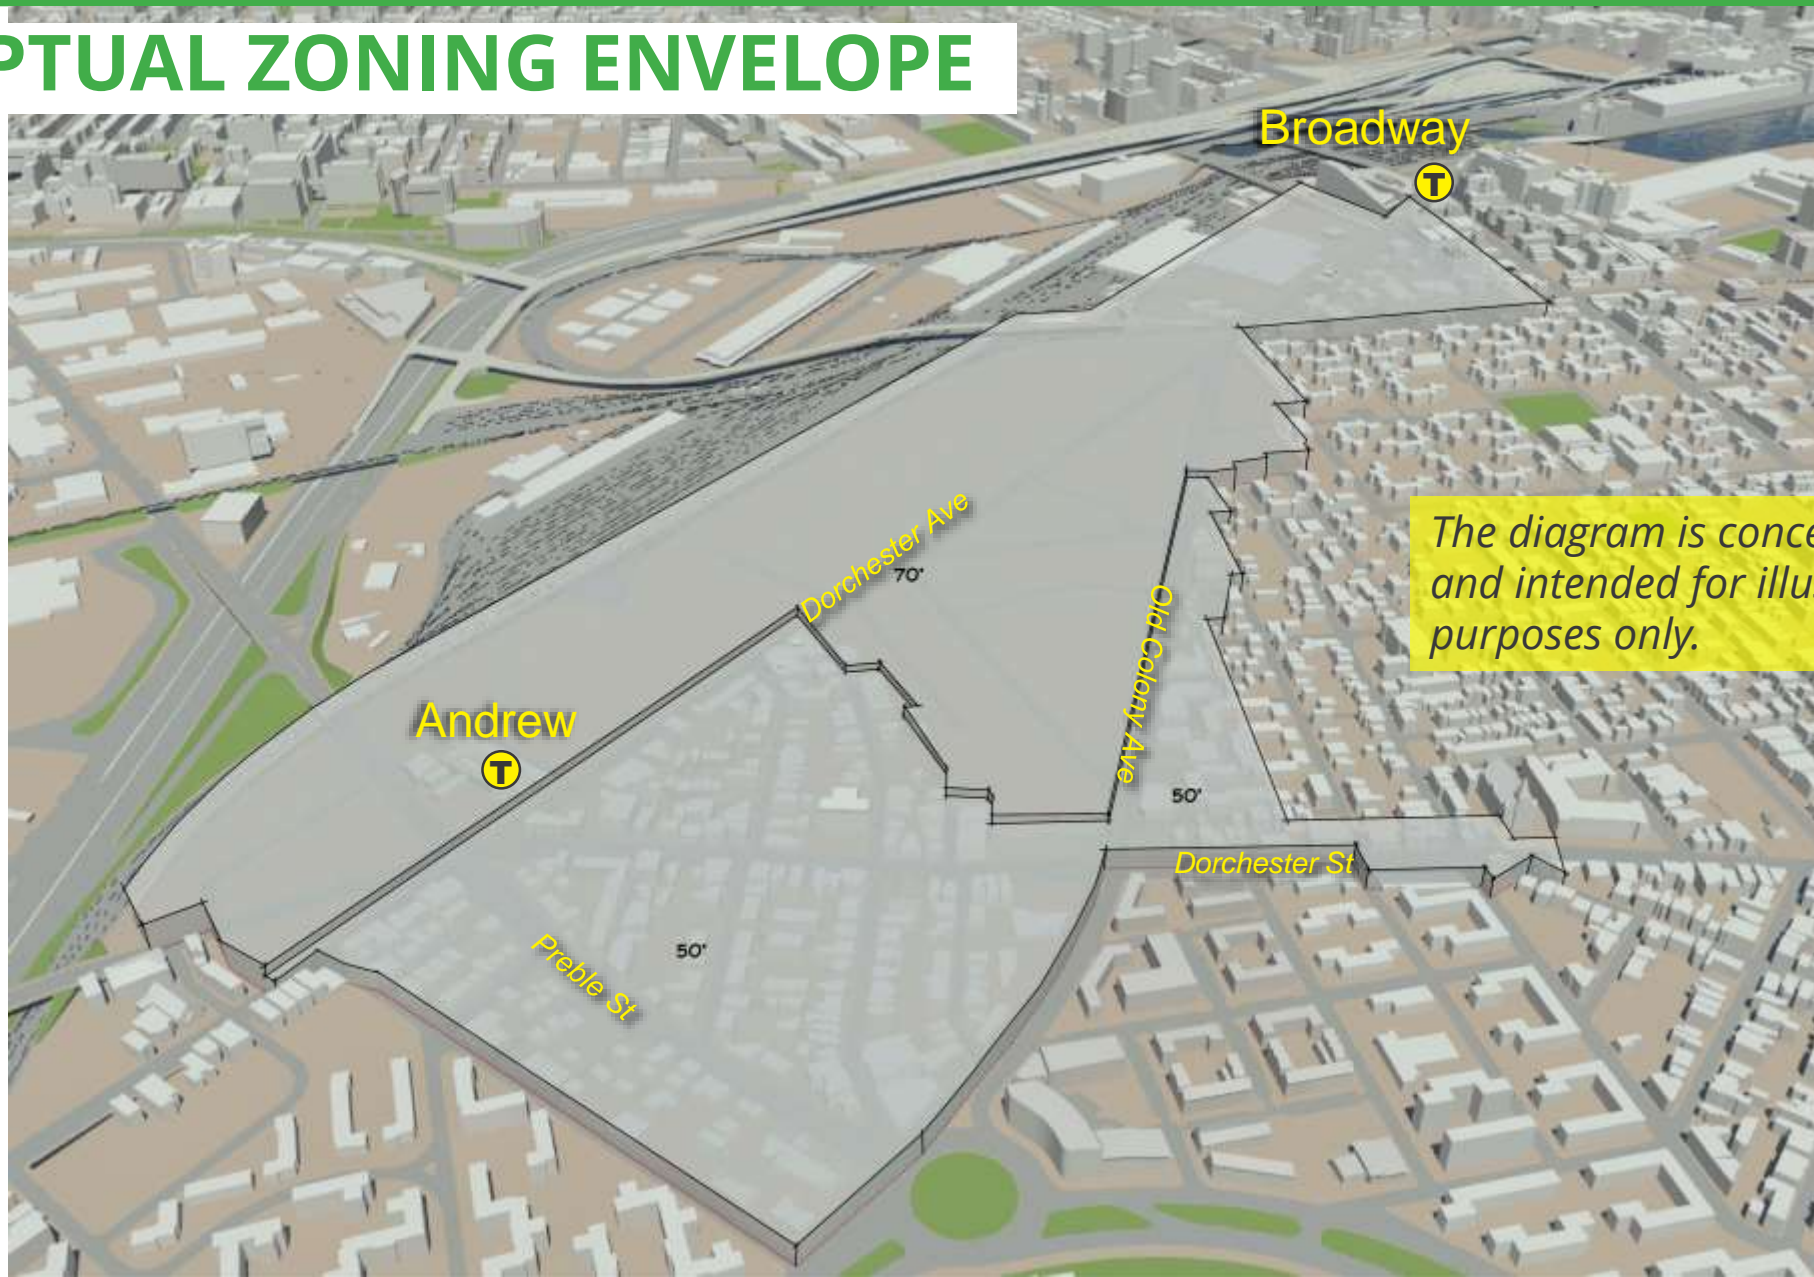 PTUAL ZONING ENVELOPE
Broadway
T
Dorchester Ave
70'
The diagram is conce
and intended for illu
purposes only.
Old Colony Ave
Andrew
T
50'
Dorchester St
Preble St
50'